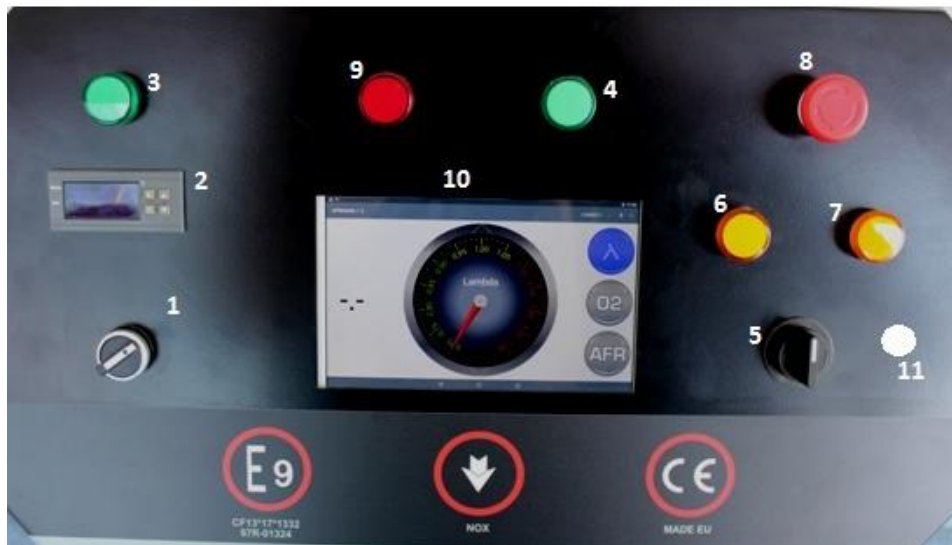 3
9
4
8
2
10
6
7
1
Lambda
-.-
λ
O2
AFR
5
11
E9
CF13*17*1332
97R-01324
NOX
CE
MADE EU